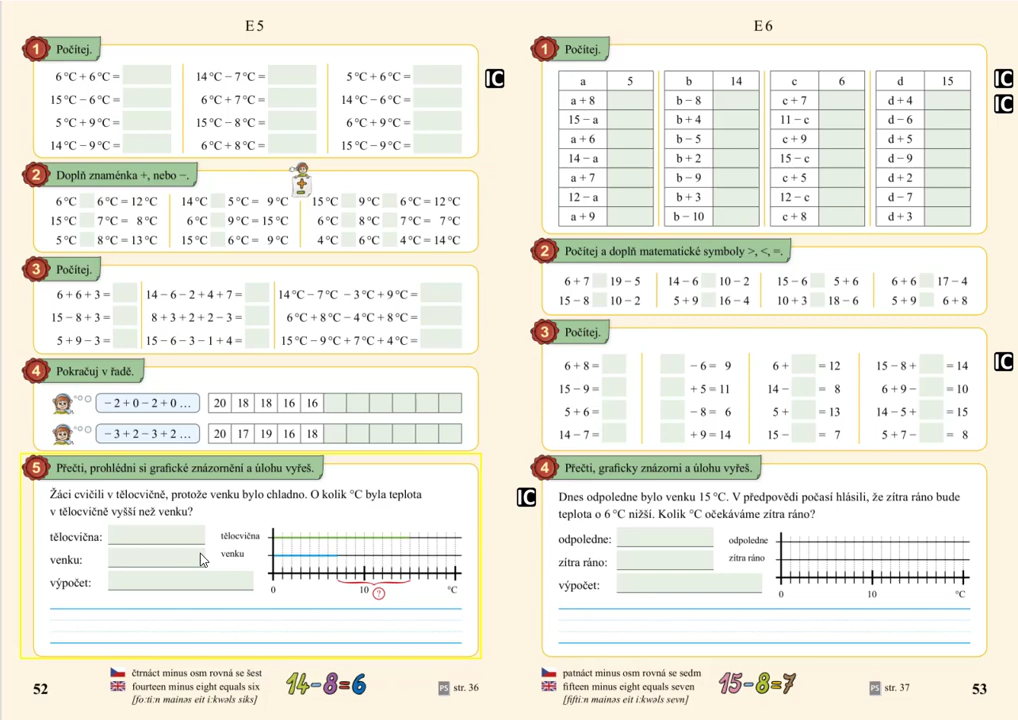 E 5
1 Počítej.
6 °C + 6 °C =
14 °C − 7 °C =
5 °C + 6 °C =
15 °C − 6 °C =
6 °C + 7 °C =
14 °C − 6 °C =
5 °C + 9 °C =
15 °C − 8 °C =
6 °C + 9 °C =
14 °C − 9 °C =
6 °C + 8 °C =
15 °C − 9 °C =
IC
2 Doplň znaménka +, nebo −.
6 °C 6 °C = 12 °C
14 °C 5 °C = 9 °C
15 °C 9 °C 6 °C = 12 °C
15 °C 7 °C = 8 °C
6 °C 9 °C = 15 °C
6 °C 8 °C 7 °C = 7 °C
5 °C 8 °C = 13 °C
15 °C 6 °C = 9 °C
4 °C 6 °C 4 °C = 14 °C
3 Počítej.
6 + 6 + 3 =
14 − 6 − 2 + 4 + 7 =
14 °C − 7 °C − 3 °C + 9 °C =
15 − 8 + 3 =
8 + 3 + 2 + 2 − 3 =
6 °C + 8 °C − 4 °C + 8 °C =
5 + 9 − 3 =
15 − 6 − 3 − 1 + 4 =
15 °C − 9 °C + 7 °C + 4 °C =
4 Pokračuj v řadě.
− 2 + 0 − 2 + 0 … 20 18 18 16 16
− 3 + 2 − 3 + 2 … 20 17 19 16 18
5 Přečti, prohlédni si grafické znázornění a úlohu vyřeš.
Žáci cvičili v tělocvičně, protože venku bylo chladno. O kolik °C byla teplota
v tělocvičně vyšší než venku?
tělocvična:
venku:
výpočet:
tělocvična
venku
0 10 ? °C
čtrnáct minus osm rovná se šest
fourteen minus eight equals six
[fo:ti:n mainəs eit i:kwəls siks]
14−8=6
52
PS str. 36
E 6
1 Počítej.
a 5 b 14 c 6 d 15
a + 8 b − 8 c + 7 d + 4
15 − a b + 4 11 − c d − 6
a + 6 b − 5 c + 9 d + 5
14 − a b + 2 15 − c d − 9
a + 7 b − 9 c + 5 d + 2
12 − a b + 3 12 − c d − 7
a + 9 b − 10 c + 8 d + 3
IC
IC
2 Počítej a doplň matematické symboly >, <, =.
6 + 7 19 − 5
14 − 6 10 − 2
15 − 6 5 + 6
6 + 6 17 − 4
15 − 8 10 − 2
5 + 9 16 − 4
10 + 3 18 − 6
5 + 9 6 + 8
3 Počítej.
IC
6 + 8 =
− 6 = 9
6 + = 12
15 − 8 + = 14
15 − 9 =
+ 5 = 11
14 − = 8
6 + 9 − = 10
5 + 6 =
− 8 = 6
5 + = 13
14 − 5 + = 15
14 − 7 =
+ 9 = 14
15 − = 7
5 + 7 − = 8
4 Přečti, graficky znázorni a úlohu vyřeš.
IC
Dnes odpoledne bylo venku 15 °C. V předpovědi počasí hlásili, že zítra ráno bude
teplota o 6 °C nižší. Kolik °C očekáváme zítra ráno?
odpoledne:
zítra ráno:
výpočet:
odpoledne
zítra ráno
0 10 °C
patnáct minus osm rovná se sedm
fifteen minus eight equals seven
[fifti:n mainəs eit i:kwəls sevn]
15−8=7
PS str. 37
53